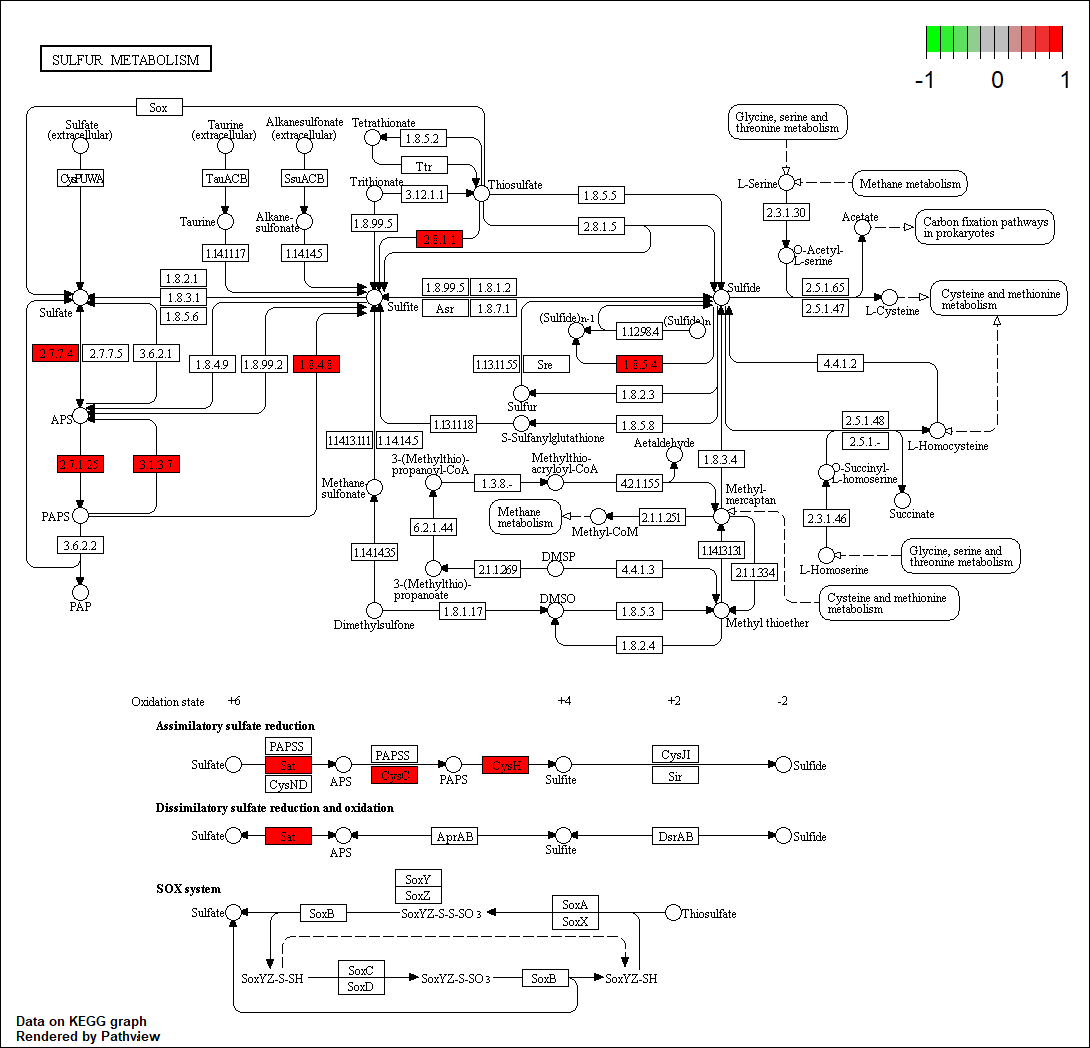 SULFUR METABOLISM
-1 0 1
Sox
Sulfate
(extracellular)
Taurine
(extracellular)
Alkanesulfonate
(extracellular)
Tetrathionate
1.8.5.2
Ttr
Glycine, serine and
threonine metabolism
CysPUWA
TauACB
SsuACB
Trithionate
3.12.1.1
Thiosulfate
1.8.5.5
L-Serine
Methane metabolism
2.3.1.30
Acetate
Carbon fixation pathways
in prokaryotes
Taurine
Alkane-
sulfonate
1.8.99.5
2.8.1.1
2.8.1.5
1.14.11.17
1.14.14.5
O-Acetyl-
L-serine
1.8.2.1
1.8.3.1
1.8.5.6
Sulfate
Sulfite
1.8.99.5
1.8.1.2
Asr
1.8.7.1
Sulfide
2.5.1.65
2.5.1.47
L-Cysteine
Cysteine and methionine
metabolism
(Sulfide)n-1
1.12.98.4
(Sulfide)n
2.7.7.4
2.7.7.5
3.6.2.1
1.8.4.9
1.8.99.2
1.8.4.8
1.13.11.55
Sre
1.8.5.4
4.4.1.2
1.8.2.3
Sulfur
APS
1.13.11.18
S-Sulfanylglutathione
1.8.5.8
2.5.1.48
2.5.1.-
L-Homocysteine
1.14.13.111
1.14.14.5
Aetaldehyde
2.7.1.25
3.1.3.7
3-(Methylthio)-
propanoyl-CoA
Methylthio-
acryloyl-CoA
1.8.3.4
O-Succinyl-
L-homoserine
Methane
sulfonate
1.3.8.-
4.2.1.155
Methyl-
mercaptan
Succinate
PAPS
Methane
metabolism
Methyl-CoM
2.1.1.251
2.3.1.46
6.2.1.44
3.6.2.2
1.14.14.35
1.14.13.131
L-Homoserine
Glycine, serine and
threonine metabolism
3-(Methylthio)-
propanoate
2.1.1.269
DMSP
4.4.1.3
2.1.1.334
PAP
Dimethylsulfone
1.8.1.17
DMSO
1.8.5.3
Methyl thioether
Cysteine and methionine
metabolism
1.8.2.4
Oxidation state +6 +4 +2 -2
Assimilatory sulfate reduction
PAPSS
Sulfate
Sat
CysND
APS
PAPSS
CysC
PAPS
CysH
Sulfite
CysJI
Sir
Sulfide
Dissimilatory sulfate reduction and oxidation
Sulfate
Sat
APS
AprAB
Sulfite
DsrAB
Sulfide
SOX system
SoxY
SoxZ
Sulfate
SoxB
SoxYZ-S-S-SO 3
SoxA
SoxX
Thiosulfate
SoxYZ-S-SH
SoxC
SoxD
SoxYZ-S-SO 3
SoxB
SoxYZ-SH
Data on KEGG graph
Rendered by Pathview